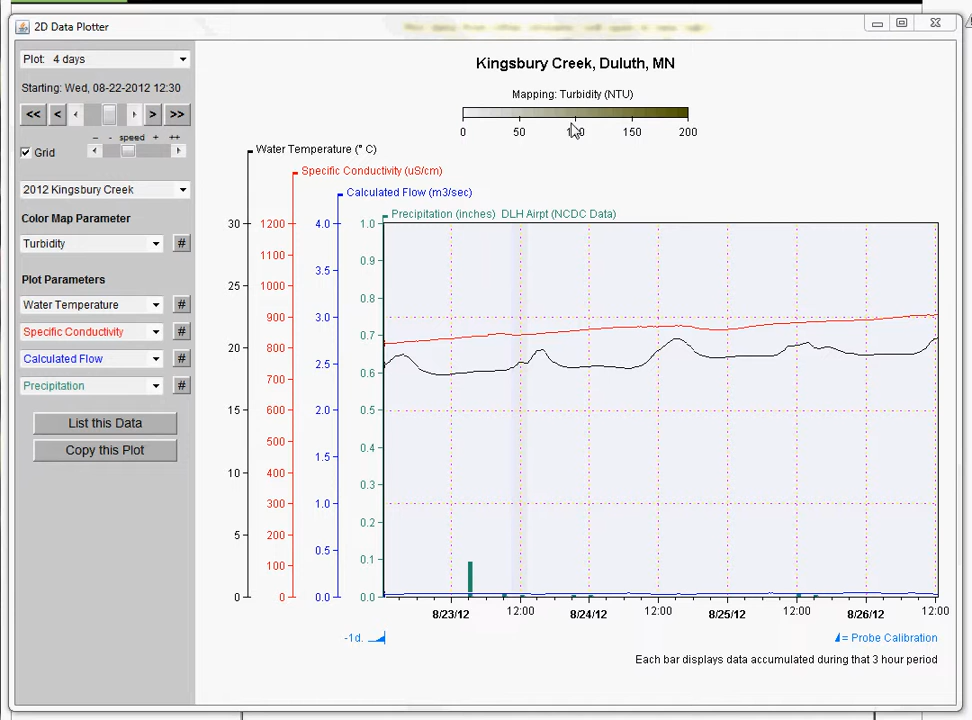 2D Data Plotter
Plot: 4 days
Starting: Wed, 08-22-2012 12:30
<< < > >>
– - speed + ++
Grid
2012 Kingsbury Creek
Color Map Parameter
Turbidity #
Plot Parameters
Water Temperature #
Specific Conductivity #
Calculated Flow #
Precipitation #
List this Data
Copy this Plot
Kingsbury Creek, Duluth, MN
Mapping: Turbidity (NTU)
0 50 100 150 200
Water Temperature (° C)
Specific Conductivity (uS/cm)
Calculated Flow (m3/sec)
Precipitation (inches) DLH Airpt (NCDC Data)
30
25
20
15
10
5
0
1200
1100
1000
900
800
700
600
500
400
300
200
100
0
4.0
3.5
3.0
2.5
2.0
1.5
1.0
0.5
0.0
1.0
0.9
0.8
0.7
0.6
0.5
0.4
0.3
0.2
0.1
0.0
8/23/12 12:00 8/24/12 12:00 8/25/12 12:00 8/26/12 12:00
-1d.
= Probe Calibration
Each bar displays data accumulated during that 3 hour period